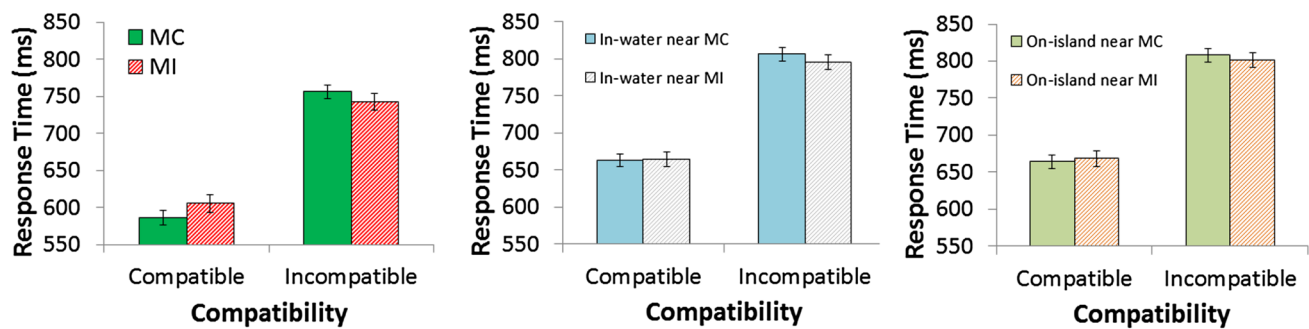 Response Time (ms)
850
800
750
700
650
600
550
MC
MI
Compatible
Incompatible
Compatibility
Response Time (ms)
850
800
750
700
650
600
550
In-water near MC
In-water near MI
Compatible
Incompatible
Compatibility
Response Time (ms)
850
800
750
700
650
600
550
On-island near MC
On-island near MI
Compatible
Incompatible
Compatibility